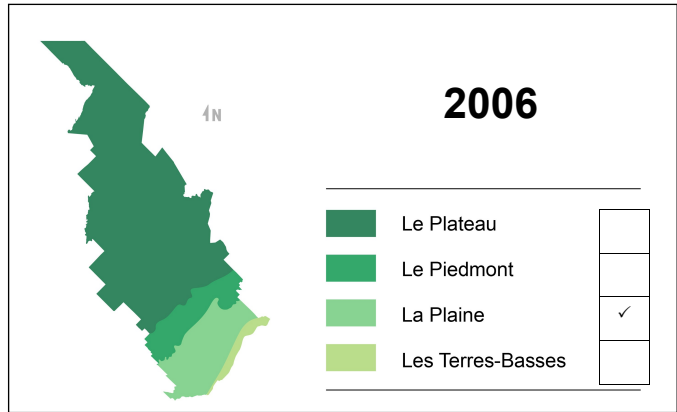 N
2006
Le Plateau
Le Piedmont
La Plaine ✓
Les Terres-Basses